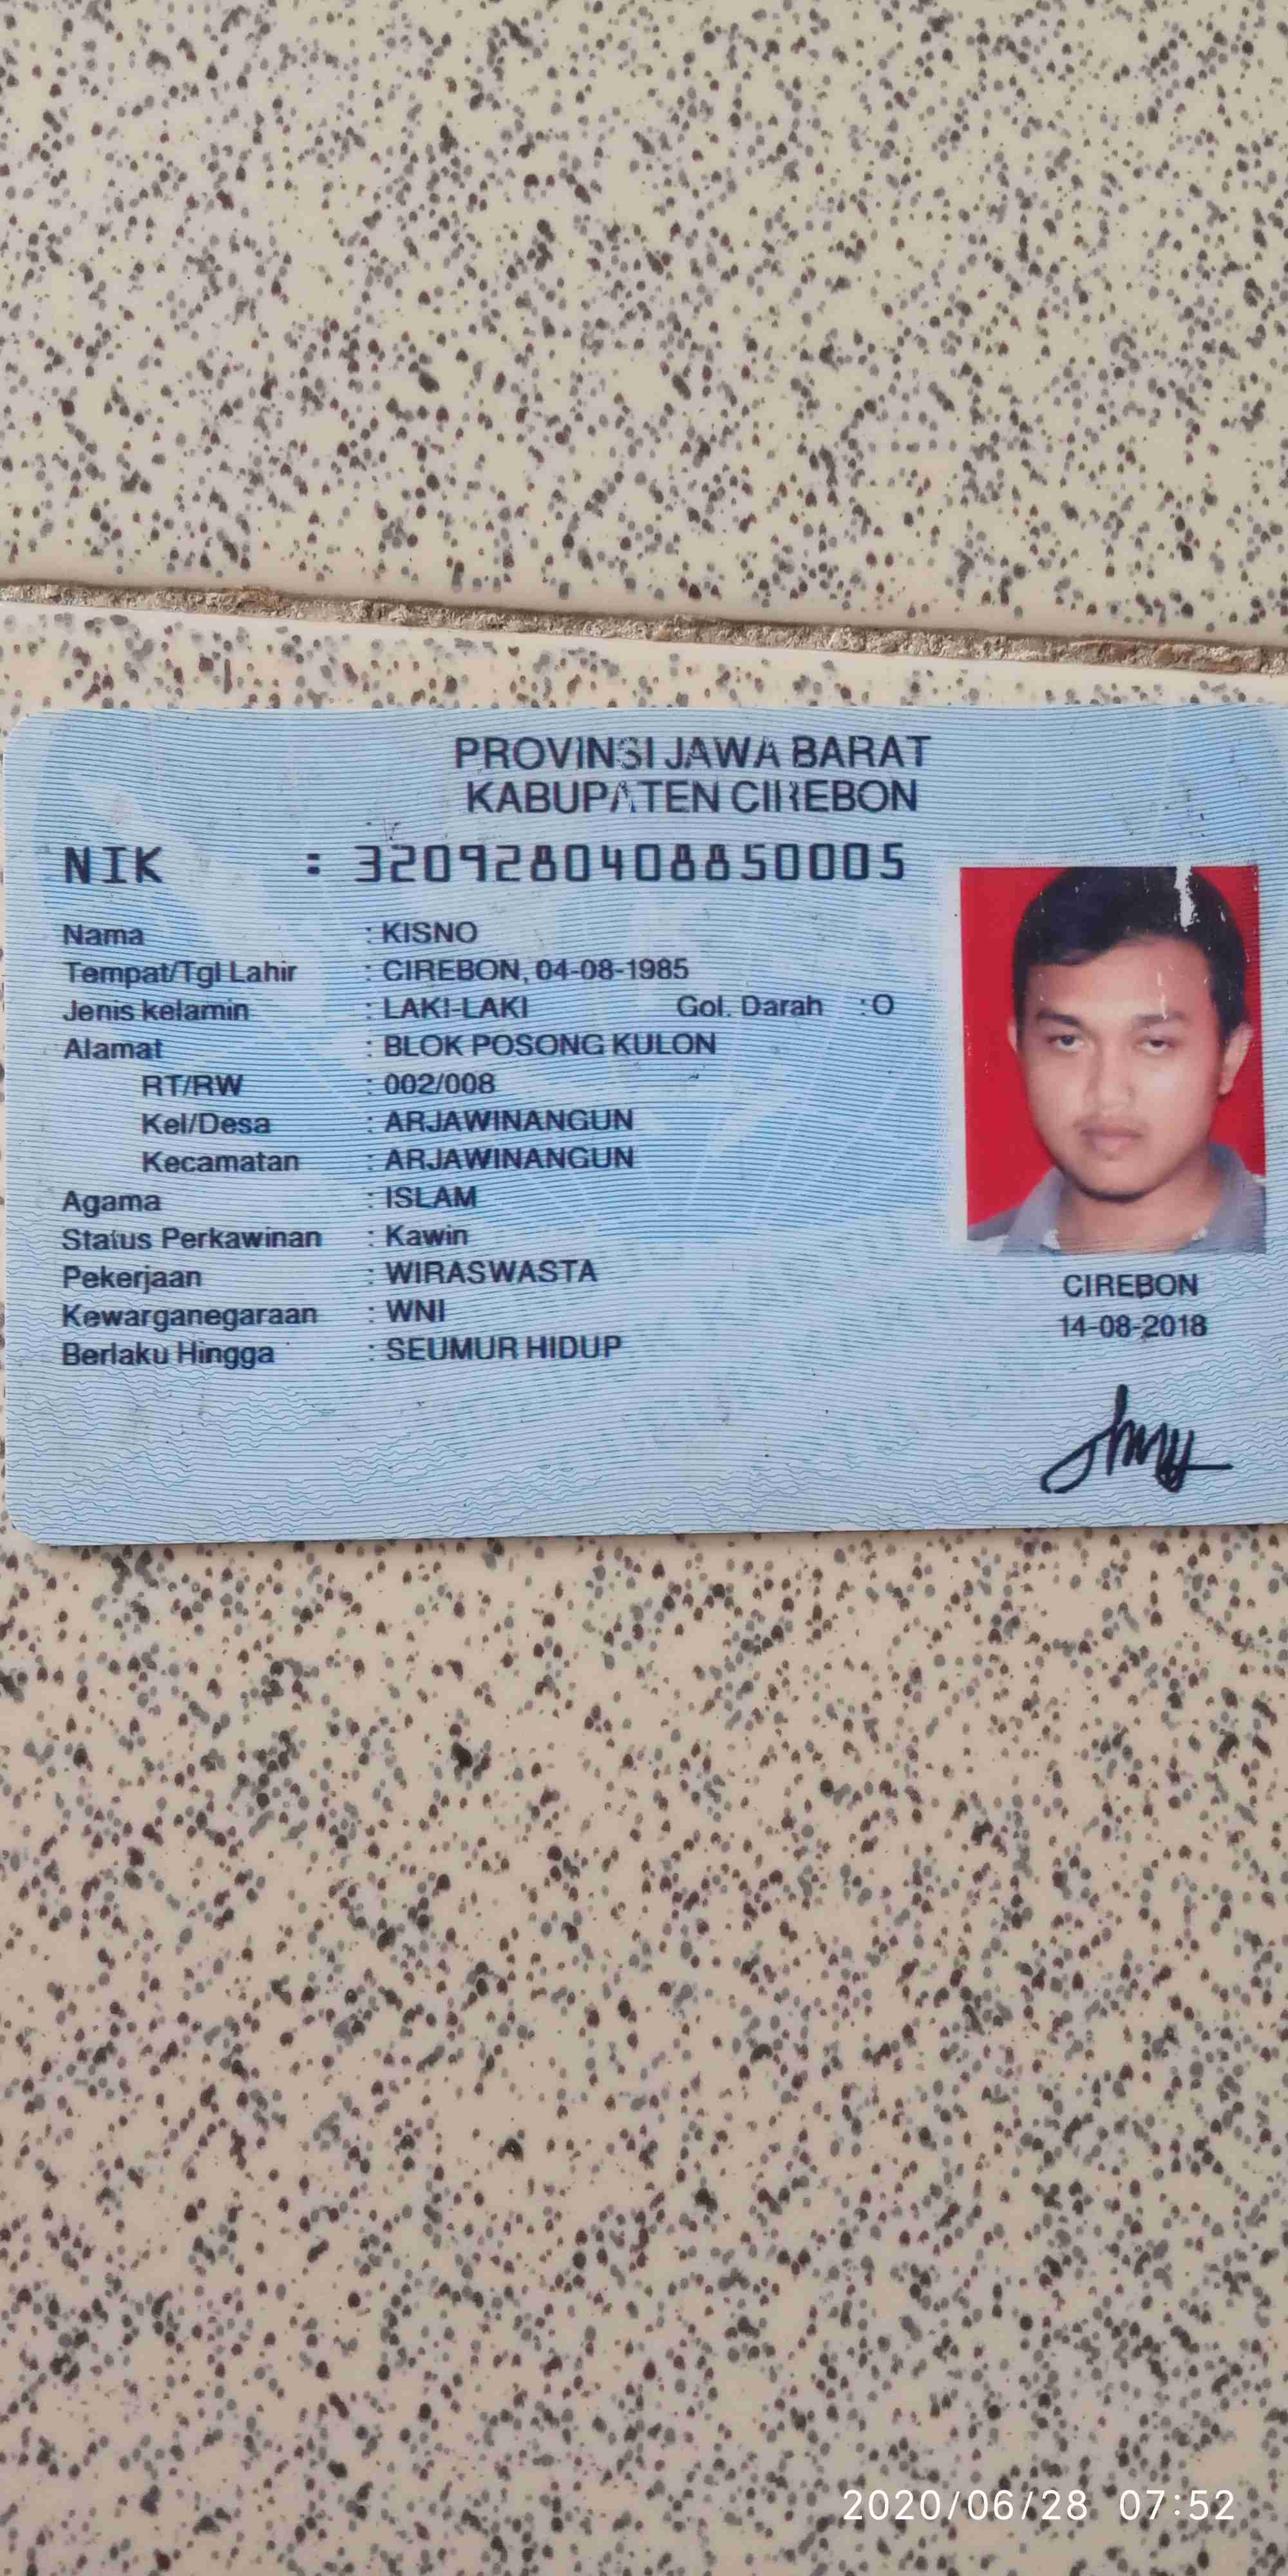 PROVINSI JAWA BARAT
KABUPATEN CIREBON
NIK : 3209280408850005
Nama : KISNO
Tempat/Tgl Lahir : CIREBON, 04-08-1985
Jenis kelamin : LAKI-LAKI Gol. Darah : O
Alamat : BLOK POSONG KULON
RT/RW : 002/008
Kel/Desa : ARJAWINANGUN
Kecamatan : ARJAWINANGUN
Agama : ISLAM
Status Perkawinan : Kawin
Pekerjaan : WIRASWASTA
Kewarganegaraan : WNI
Berlaku Hingga : SEUMUR HIDUP
CIREBON
14-08-2018
2020/06/28 07:52